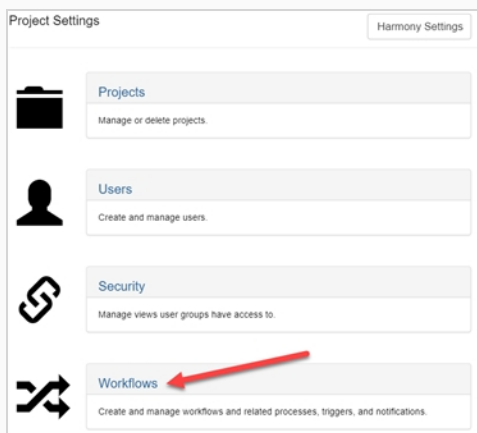 Project Settings
Harmony Settings
Projects
Manage or delete projects.
Users
Create and manage users.
Security
Manage views user groups have access to.
Workflows
Create and manage workflows and related processes, triggers, and notifications.